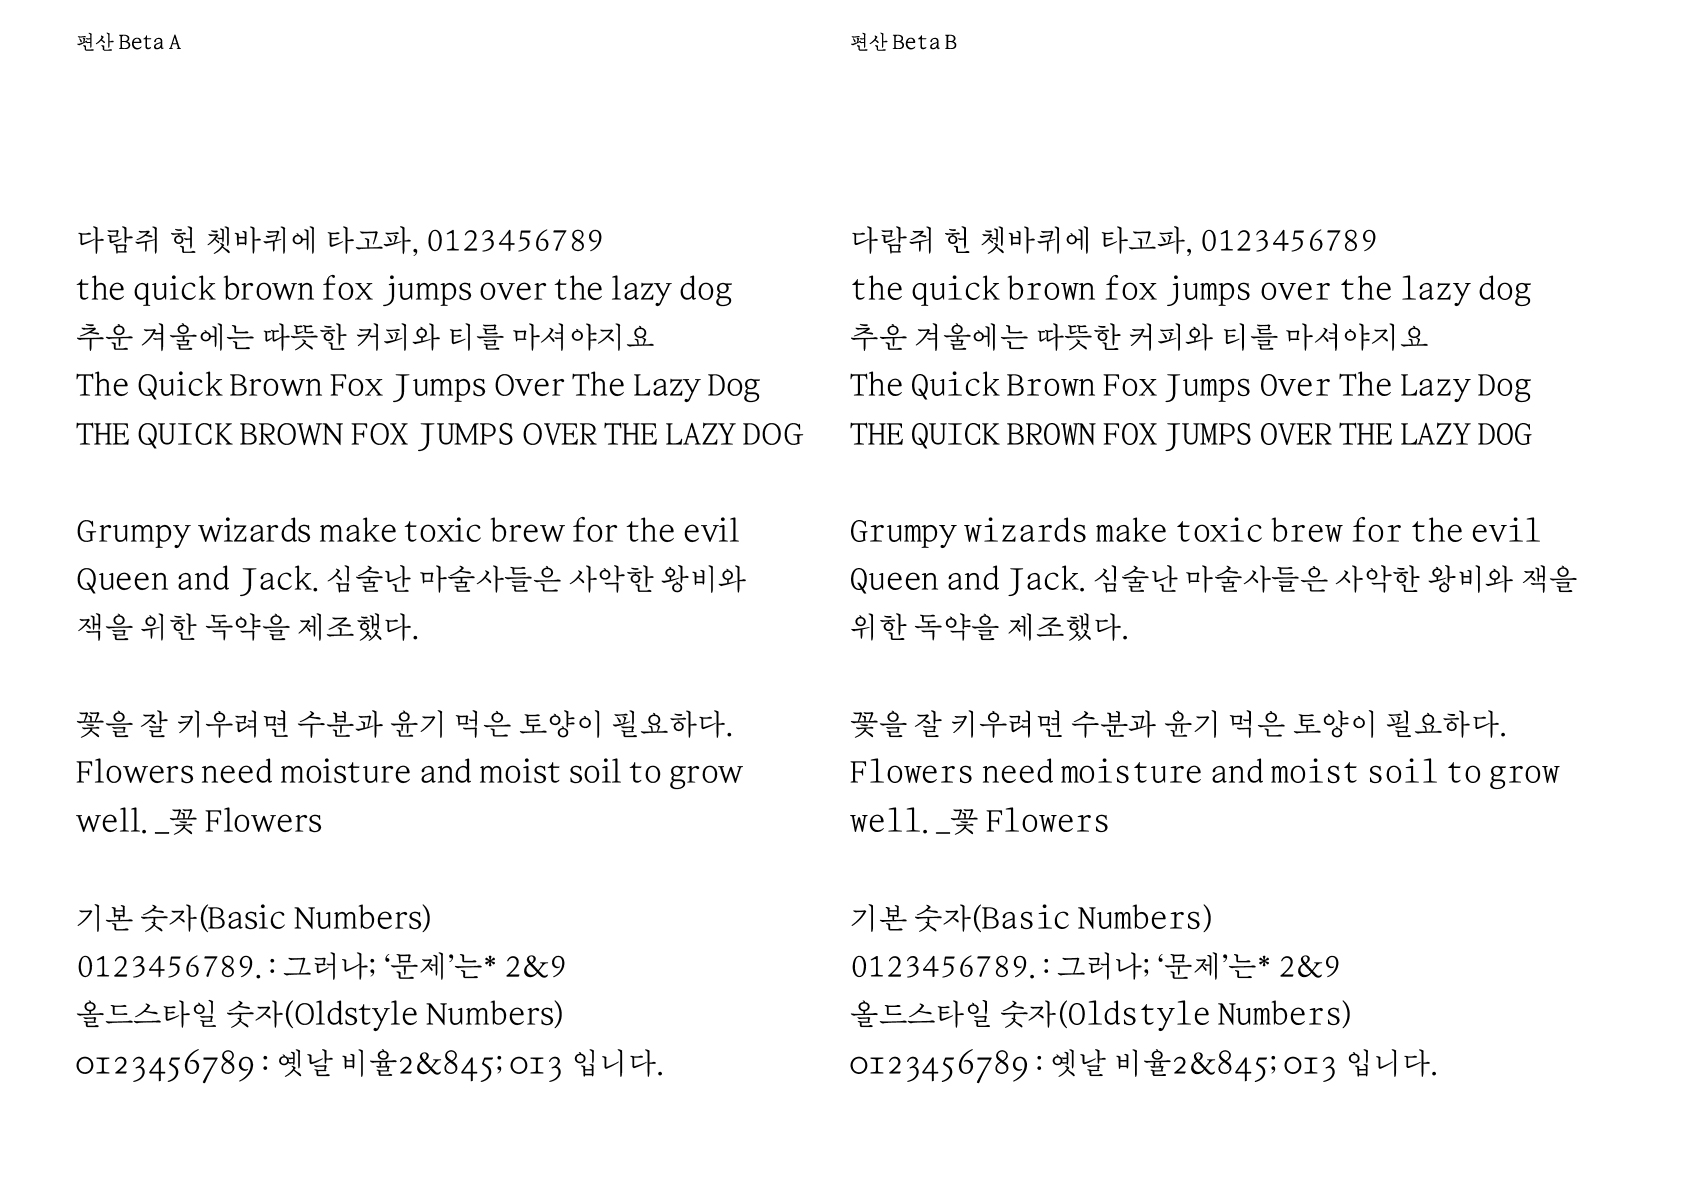 편산 Beta A
다람쥐 헌 쳇바퀴에 타고파, 0123456789
the quick brown fox jumps over the lazy dog
추운 겨울에는 따뜻한 커피와 티를 마셔야지요
The Quick Brown Fox Jumps Over The Lazy Dog
THE QUICK BROWN FOX JUMPS OVER THE LAZY DOG
Grumpy wizards make toxic brew for the evil
Queen and Jack. 심술난 마술사들은 사악한 왕비와
잭을 위한 독약을 제조했다.
꽃을 잘 키우려면 수분과 윤기 먹은 토양이 필요하다.
Flowers need moisture and moist soil to grow
well. _꽃 Flowers
기본 숫자(Basic Numbers)
0123456789. : 그러나; ‘문제’는* 2&9
올드스타일 숫자(Oldstyle Numbers)
0123456789 : 옛날 비율2&845; 013 입니다.
편산 Beta B
다람쥐 헌 쳇바퀴에 타고파, 0123456789
the quick brown fox jumps over the lazy dog
추운 겨울에는 따뜻한 커피와 티를 마셔야지요
The Quick Brown Fox Jumps Over The Lazy Dog
THE QUICK BROWN FOX JUMPS OVER THE LAZY DOG
Grumpy wizards make toxic brew for the evil
Queen and Jack. 심술난 마술사들은 사악한 왕비와 잭을
위한 독약을 제조했다.
꽃을 잘 키우려면 수분과 윤기 먹은 토양이 필요하다.
Flowers need moisture and moist soil to grow
well. _꽃 Flowers
기본 숫자(Basic Numbers)
0123456789. : 그러나; ‘문제’는* 2&9
올드스타일 숫자(Oldstyle Numbers)
0123456789 : 옛날 비율2&845; 013 입니다.